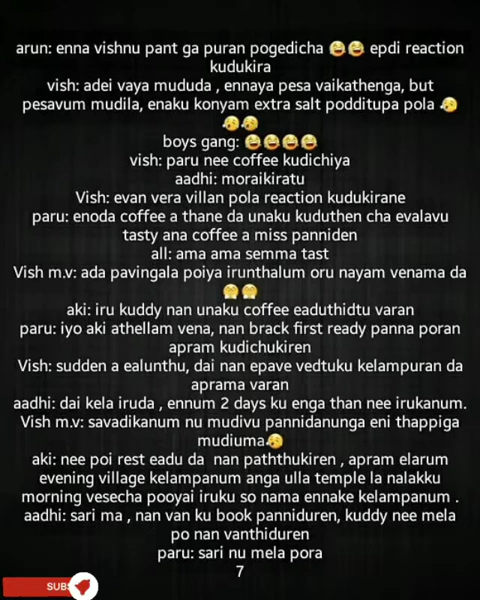 arun: enna vishnu pant ga puran pogedicha 😂😂 epdi reaction
kudukira
vish: adei vaya mududa , ennaya pesa vaikathenga, but
pesavum mudila, enaku konyam extra salt podditupa pola 😥
😥😥
boys gang: 😂😂😂😂
vish: paru nee coffee kudichiya
aadhi: moraikiratu
Vish: evan vera villan pola reaction kudukirane
paru: enoda coffee a thane da unaku kuduthen cha evalavu
tasty ana coffee a miss panniden
all: ama ama semma tast
Vish m.v: ada pavingala poiya irunthalum oru nayam venama da
😤😤
aki: iru kuddy nan unaku coffee eaduthidtu varan
paru: iyo aki athellam vena, nan brack first ready panna poran
apram kudichukiren
Vish: sudden a ealunthu, dai nan epave vedtuku kelampuran da
aprama varan
aadhi: dai kela iruda , ennum 2 days ku enga than nee irukanum.
Vish m.v: savadikanum nu mudivu pannidanunga eni thappiga
mudiuma😥
aki: nee poi rest eadu da nan paththukiren , apram elarum
evening village kelampanum anga ulla temple la nalakku
morning vesecha pooyai iruku so nama ennake kelampanum .
aadhi: sari ma , nan van ku book panniduren, kuddy nee mela
po nan vanthiduren
paru: sari nu mela pora
7
SUBS